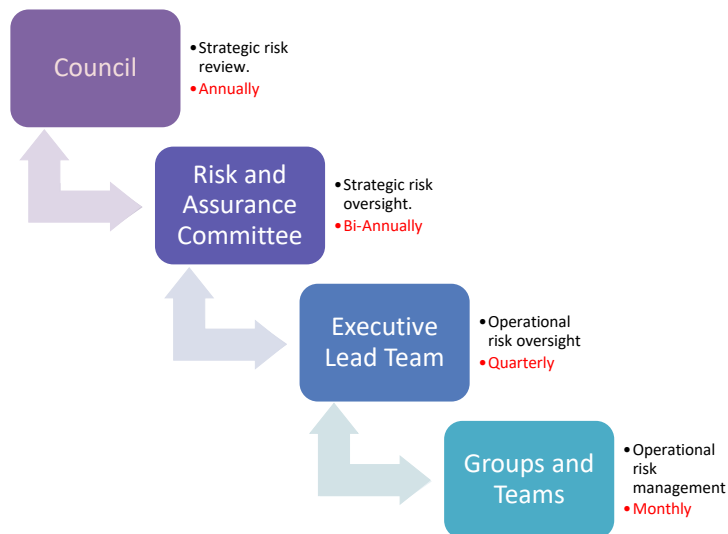 Council
•Strategic risk
review.
•Annually
Risk and
Assurance
Committee
•Strategic risk
oversight.
•Bi-Annually
Executive
Lead Team
•Operational
risk oversight
•Quarterly
Groups and
Teams
•Operational
risk
management
•Monthly